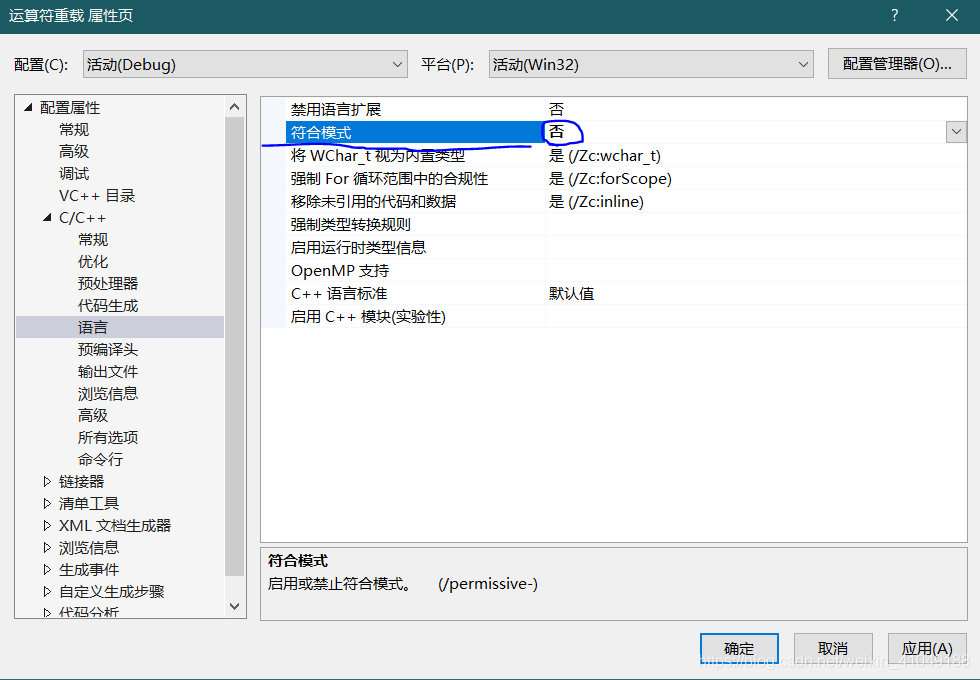 运算符重载 属性页
?
配置(C): 活动(Debug) 平台(P): 活动(Win32) 配置管理器(O)...
配置属性
常规
高级
调试
VC++ 目录
C/C++
常规
优化
预处理器
代码生成
语言
预编译头
输出文件
浏览信息
高级
所有选项
命令行
链接器
清单工具
XML 文档生成器
浏览信息
生成事件
自定义生成步骤
代码分析
禁用语言扩展 否
符合模式 否
将 WChar_t 视为内置类型 是 (/Zc:wchar_t)
强制 For 循环范围中的合规性 是 (/Zc:forScope)
移除未引用的代码和数据 是 (/Zc:inline)
强制类型转换规则
启用运行时类型信息
OpenMP 支持
C++ 语言标准 默认值
启用 C++ 模块(实验性)
符合模式
启用或禁止符合模式。 (/permissive-)
确定 取消 应用(A)
https://blog.csdn.net/weixin_41049188